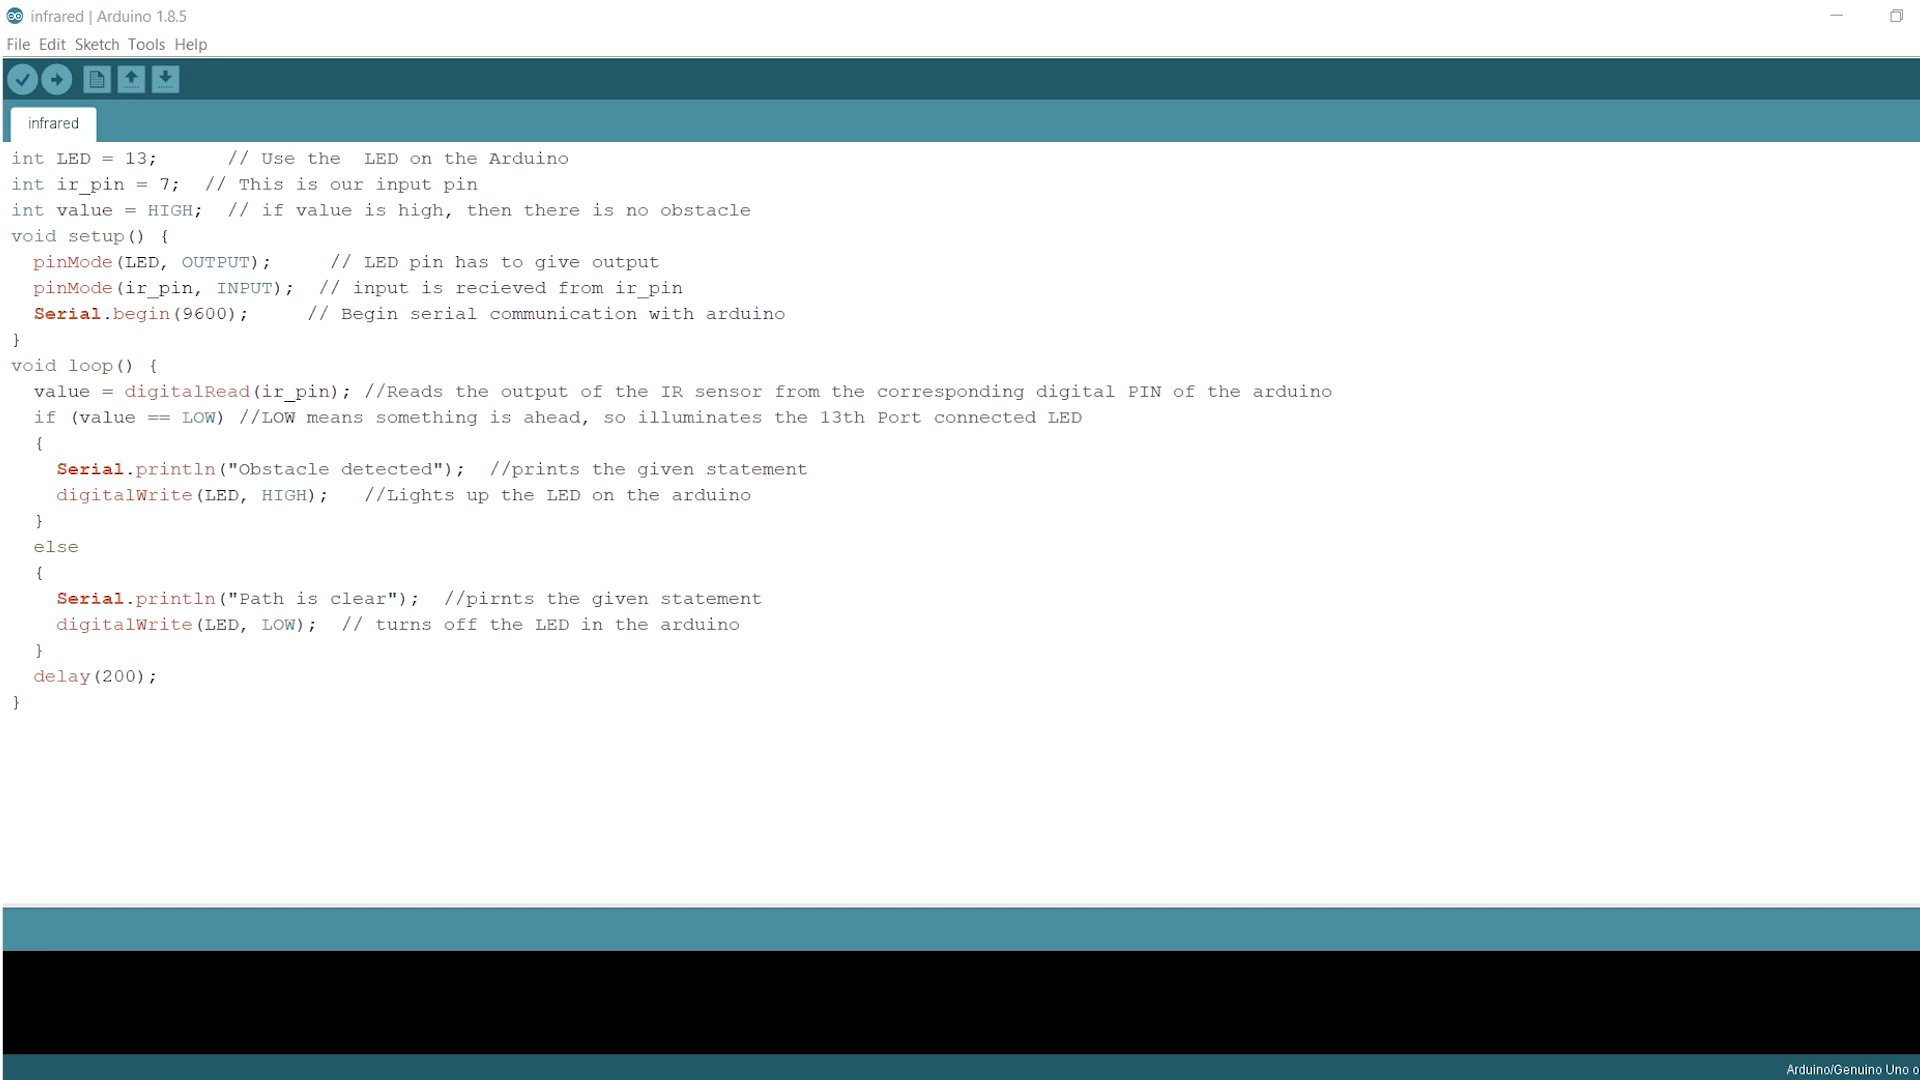 infrared | Arduino 1.8.5
File Edit Sketch Tools Help
infrared
int LED = 13;      // Use the  LED on the Arduino
int ir_pin = 7;  // This is our input pin
int value = HIGH;  // if value is high, then there is no obstacle
void setup() {
  pinMode(LED, OUTPUT);     // LED pin has to give output
  pinMode(ir_pin, INPUT);  // input is recieved from ir_pin
  Serial.begin(9600);     // Begin serial communication with arduino
}
void loop() {
  value = digitalRead(ir_pin); //Reads the output of the IR sensor from the corresponding digital PIN of the arduino
  if (value == LOW) //LOW means something is ahead, so illuminates the 13th Port connected LED
  {
    Serial.println("Obstacle detected");  //prints the given statement
    digitalWrite(LED, HIGH);   //Lights up the LED on the arduino
  }
  else
  {
    Serial.println("Path is clear");  //pirnts the given statement
    digitalWrite(LED, LOW);  // turns off the LED in the arduino
  }
  delay(200);
}
Arduino/Genuino Uno o